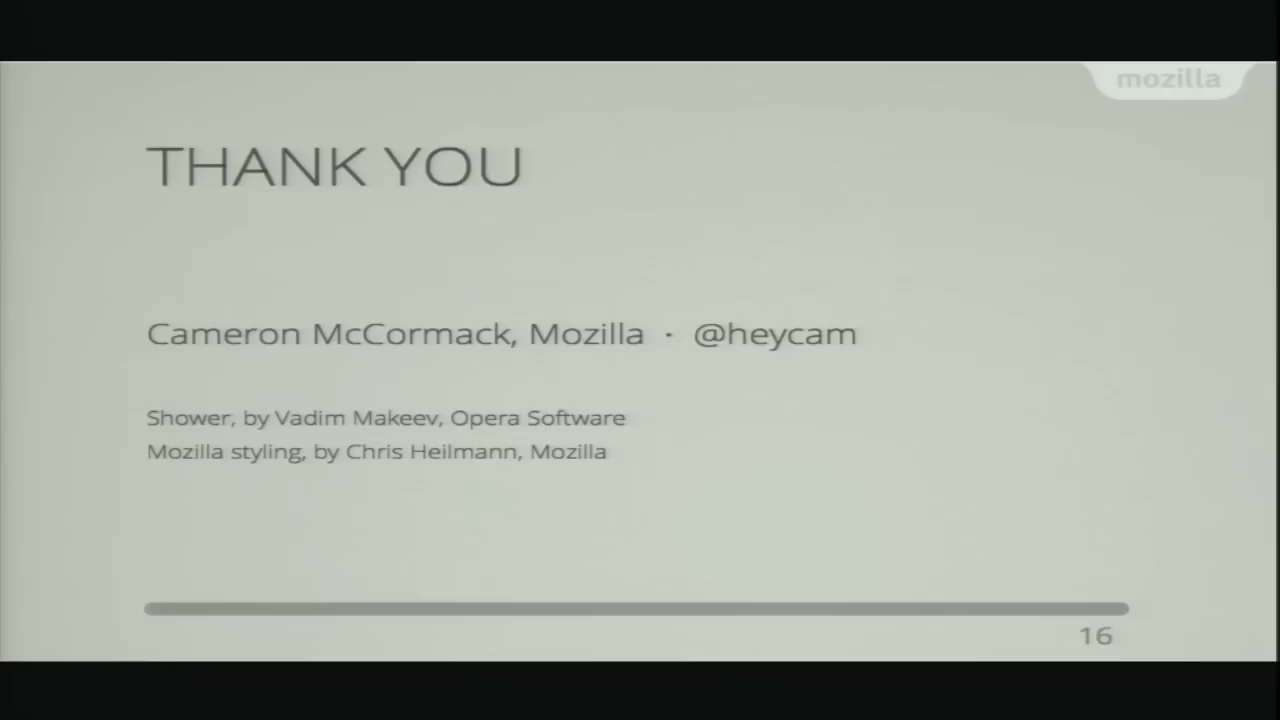 mozilla
THANK YOU
Cameron McCormack, Mozilla · @heycam
Shower, by Vadim Makeev, Opera Software
Mozilla styling, by Chris Heilmann, Mozilla
16